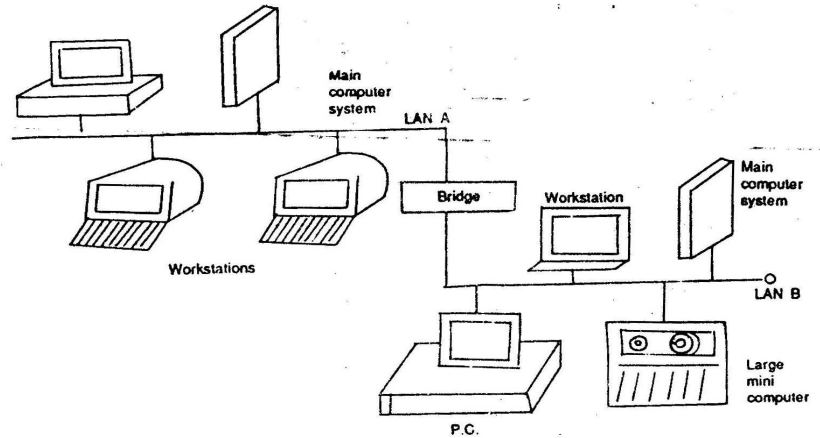 Main
computer
system
LAN A
Bridge
Workstation
Main
computer
system
Workstations
LAN B
Large
mini
computer
P.C.